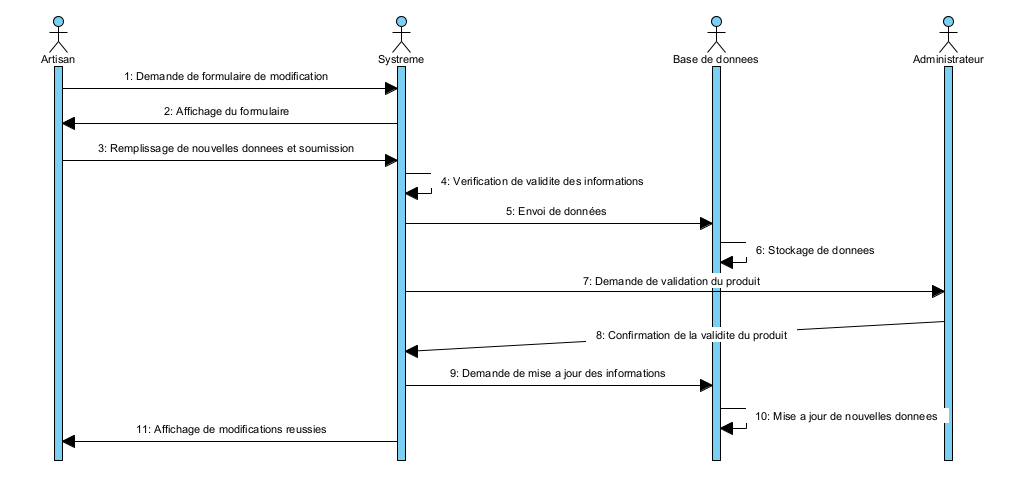 Artisan
Systreme
Base de donnees
Administrateur
1: Demande de formulaire de modification
2: Affichage du formulaire
3: Remplissage de nouvelles donnees et soumission
4: Verification de validite des informations
5: Envoi de données
6: Stockage de donnees
7: Demande de validation du produit
8: Confirmation de la validite du produit
9: Demande de mise a jour des informations
10: Mise a jour de nouvelles donnees
11: Affichage de modifications reussies